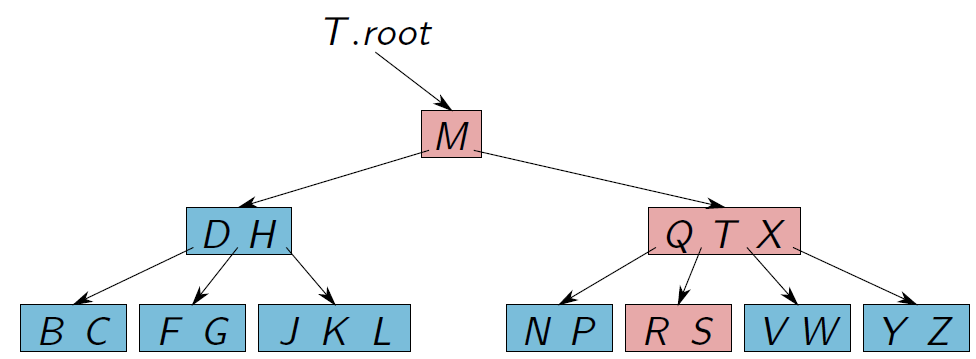 T.root
M
D H
Q T X
B C
F G
J K L
N P
R S
V W
Y Z